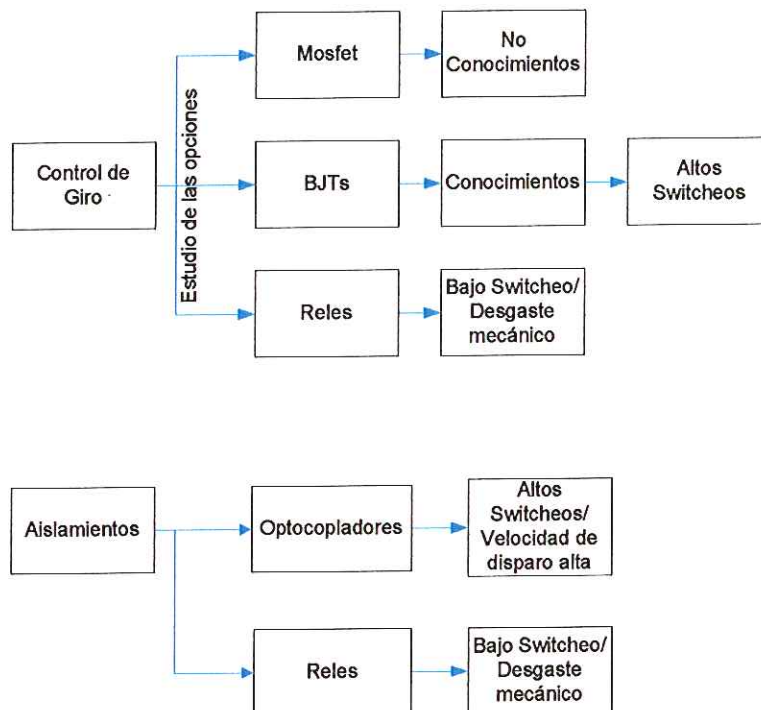 Mosfet
No
Conocimientos
Estudio de las opciones
Control de
Giro
BJTs
Conocimientos
Altos
Switcheos
Reles
Bajo Switcheo/
Desgaste
mecánico
Aislamientos
Optocopladores
Altos
Switcheos/
Velocidad de
disparo alta
Reles
Bajo Switcheo/
Desgaste
mecánico